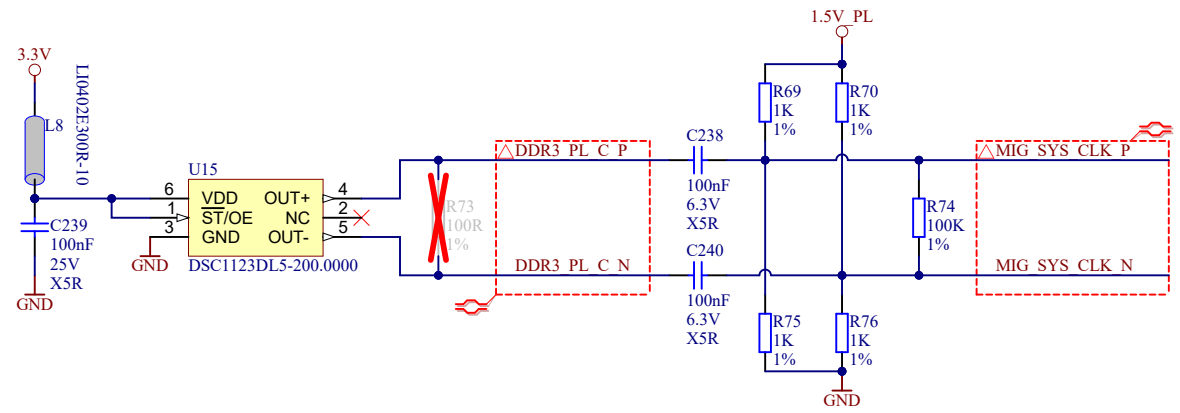 1.5V_PL
3.3V
L8
LI0402E300R-10
C239
100nF
25V
X5R
GND
U15
6
VDD
OUT+
4
1
ST/OE
NC
2
3
GND
OUT-
5
DSC1123DL5-200.0000
GND
R73
100R
1%
DDR3_PL_C_P
DDR3_PL_C_N
C238
100nF
6.3V
X5R
C240
100nF
6.3V
X5R
R69
1K
1%
R70
1K
1%
R75
1K
1%
R76
1K
1%
GND
R74
100K
1%
MIG_SYS_CLK_P
MIG_SYS_CLK_N